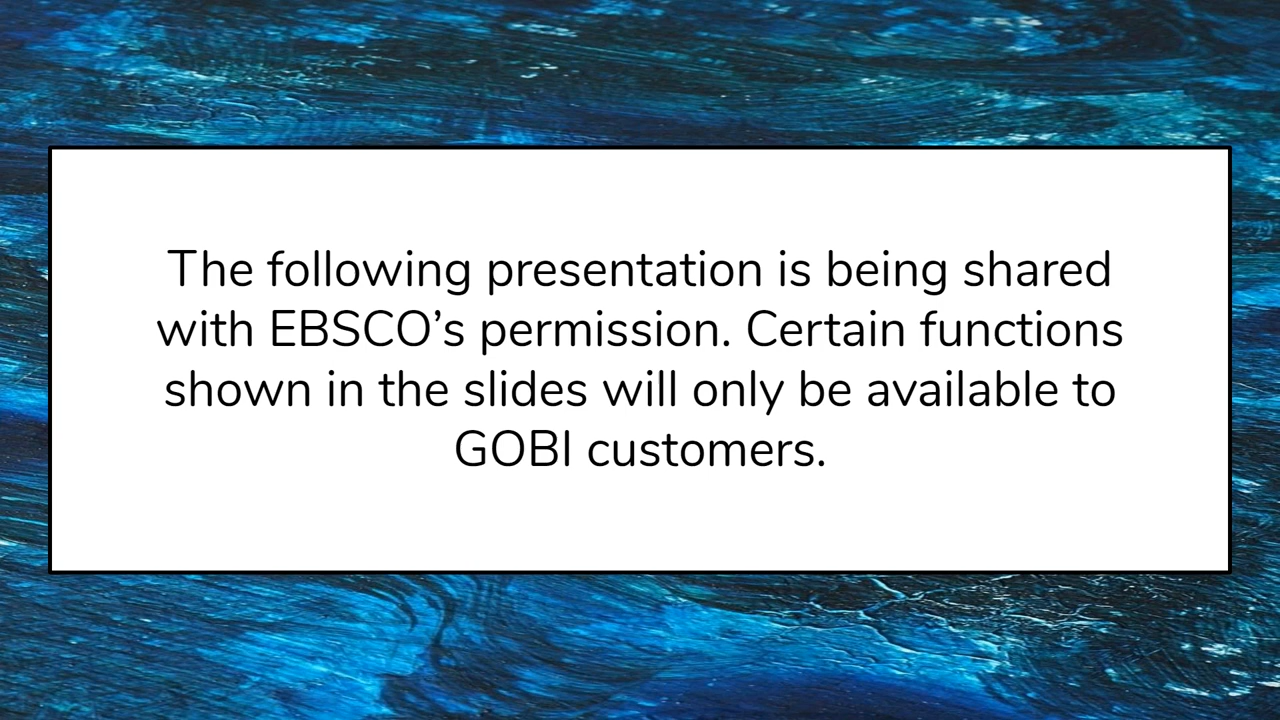 The following presentation is being shared
with EBSCO’s permission. Certain functions
shown in the slides will only be available to
GOBI customers.